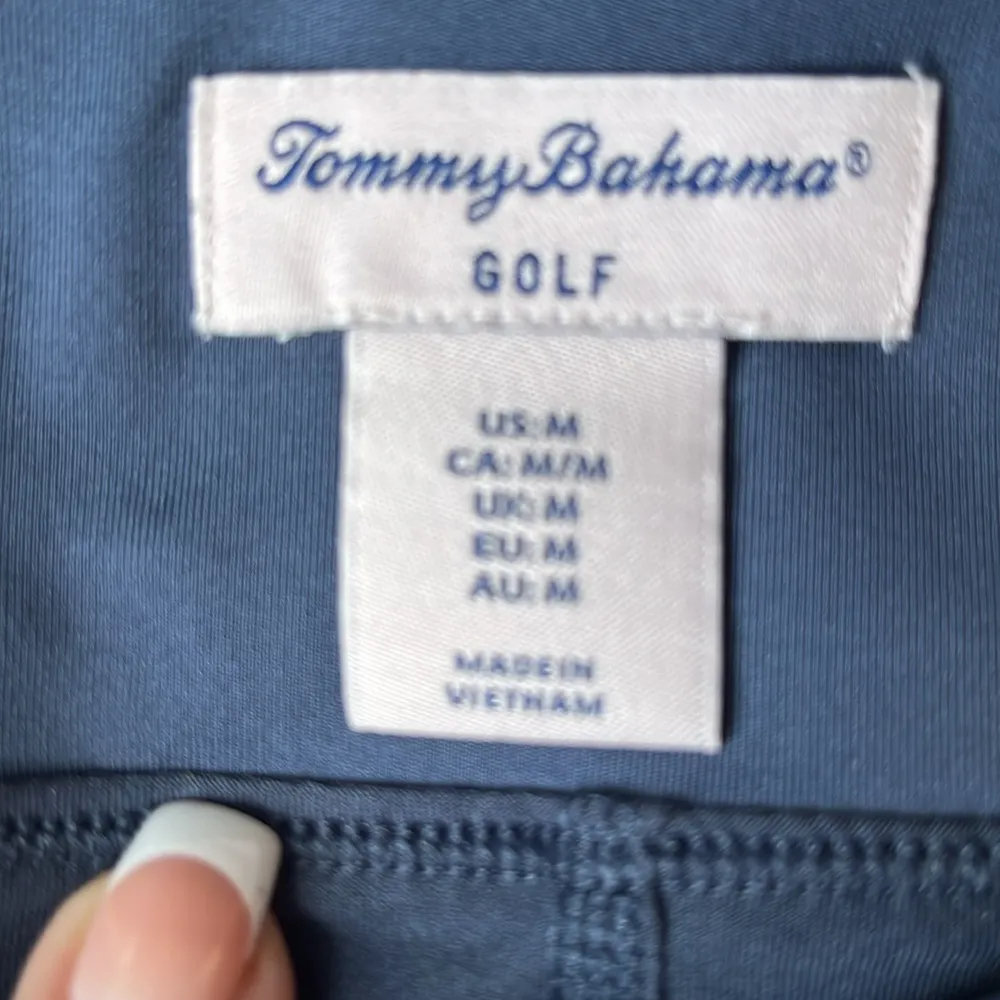 Tommy Bahama®
GOLF
US: M
CA: M/M
UK: M
EU: M
AU: M
MADE IN
VIETNAM